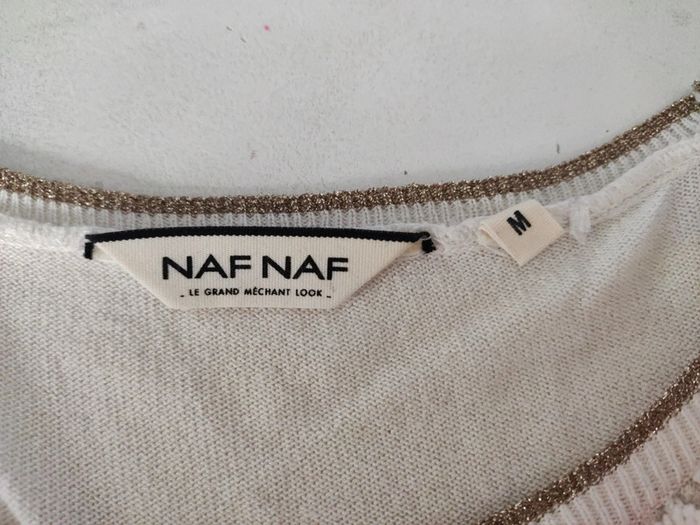 NAF NAF
- LE GRAND MÉCHANT LOOK -
M